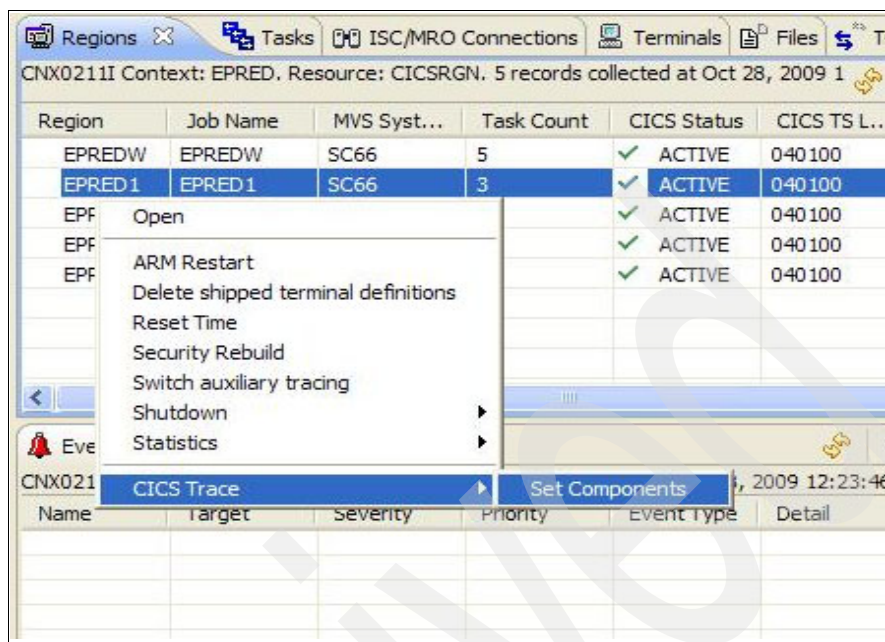 Regions Tasks ISC/MRO Connections Terminals Files
CNX0211I Context: EPRED. Resource: CICSRGN. 5 records collected at Oct 28, 2009 1
Region Job Name MVS Syst... Task Count CICS Status CICS TS L...
EPREDW EPREDW SC66 5 ACTIVE 040100
EPRED1 EPRED1 SC66 3 ACTIVE 040100
ACTIVE 040100
ACTIVE 040100
ACTIVE 040100
Open
ARM Restart
Delete shipped terminal definitions
Reset Time
Security Rebuild
Switch auxiliary tracing
Shutdown
Statistics
CICS Trace
Set Components
Eve
CNX021 , 2009 12:23:46
Name Target Severity Priority Event Type Detail